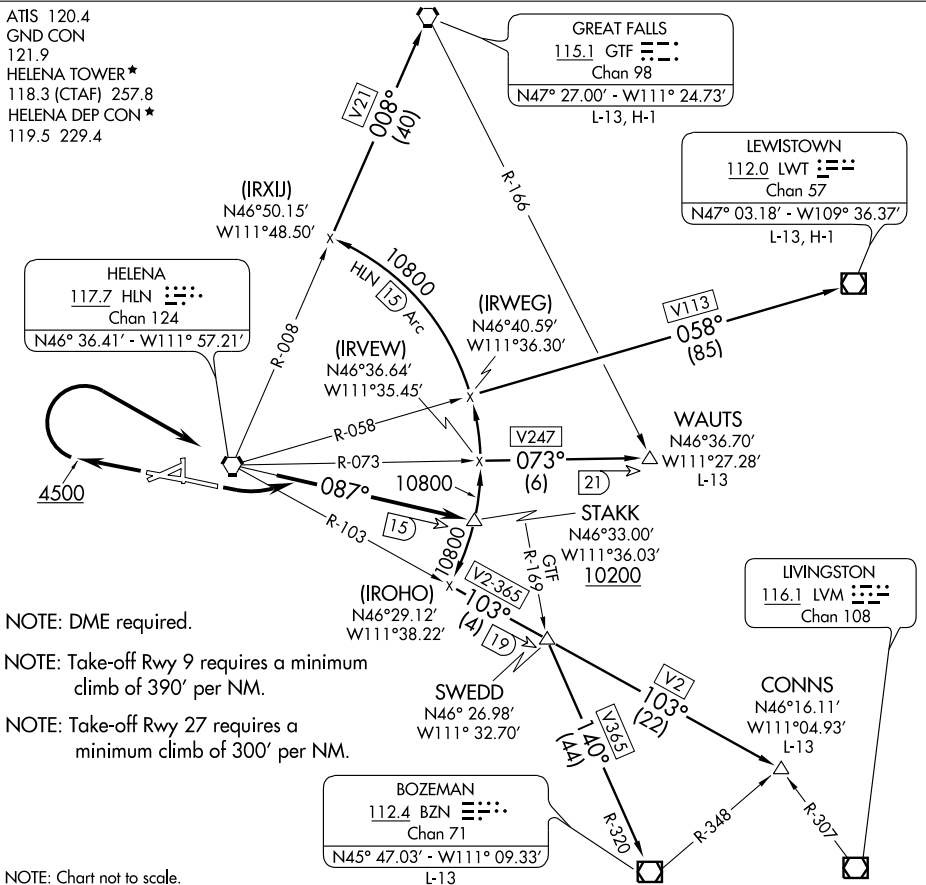 ATIS 120.4
GND CON
121.9
HELENA TOWER★
118.3 (CTAF) 257.8
HELENA DEP CON★
119.5 229.4
GREAT FALLS
115.1 GTF
Chan 98
N47° 27.00' - W111° 24.73'
L-13, H-1
V21
008°
(40)
R-166
LEWISTOWN
112.0 LWT
Chan 57
N47° 03.18' - W109° 36.37'
L-13, H-1
(IRXIJ)
N46°50.15'
W111°48.50'
HELENA
117.7 HLN
Chan 124
N46° 36.41' - W111° 57.21'
R-008
10800
HLN 15 Arc
(IRWEG)
N46°40.59'
W111°36.30'
V113
058°
(85)
(IRVEW)
N46°36.64'
W111°35.45'
R-058
R-073
V247
073°
(6)
21
WAUTS
N46°36.70'
W111°27.28'
L-13
4500
087°
15
10800
R-103
10800
STAKK
N46°33.00'
W111°36.03'
10200
GTF
R-169
(IROHO)
N46°29.12'
W111°38.22'
V2-365
103°
(4)
19
LIVINGSTON
116.1 LVM
Chan 108
NOTE: DME required.
NOTE: Take-off Rwy 9 requires a minimum
climb of 390' per NM.
NOTE: Take-off Rwy 27 requires a
minimum climb of 300' per NM.
SWEDD
N46° 26.98'
W111° 32.70'
V2
103°
(22)
V365
140°
(44)
CONNS
N46°16.11'
W111°04.93'
L-13
BOZEMAN
112.4 BZN
Chan 71
N45° 47.03' - W111° 09.33'
L-13
R-320
R-348
R-307
NOTE: Chart not to scale.